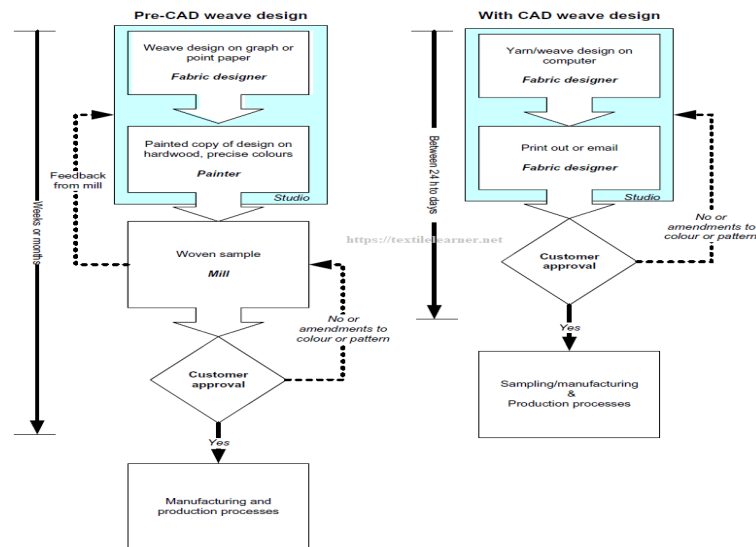 Pre-CAD weave design
Weave design on graph or
point paper
Fabric designer
Painted copy of design on
hardwood, precise colours
Painter
Studio
Feedback
from mill
Weeks or months
Woven sample
Mill
No or
amendments to
colour or pattern
Customer
approval
Yes
Manufacturing and
production processes
With CAD weave design
Yarn/weave design on
computer
Fabric designer
Print out or email
Fabric designer
Studio
Between 24 h to days
No or
amendments to
colour or pattern
https://textilelearner.net
Customer
approval
Yes
Sampling/manufacturing
&
Production processes